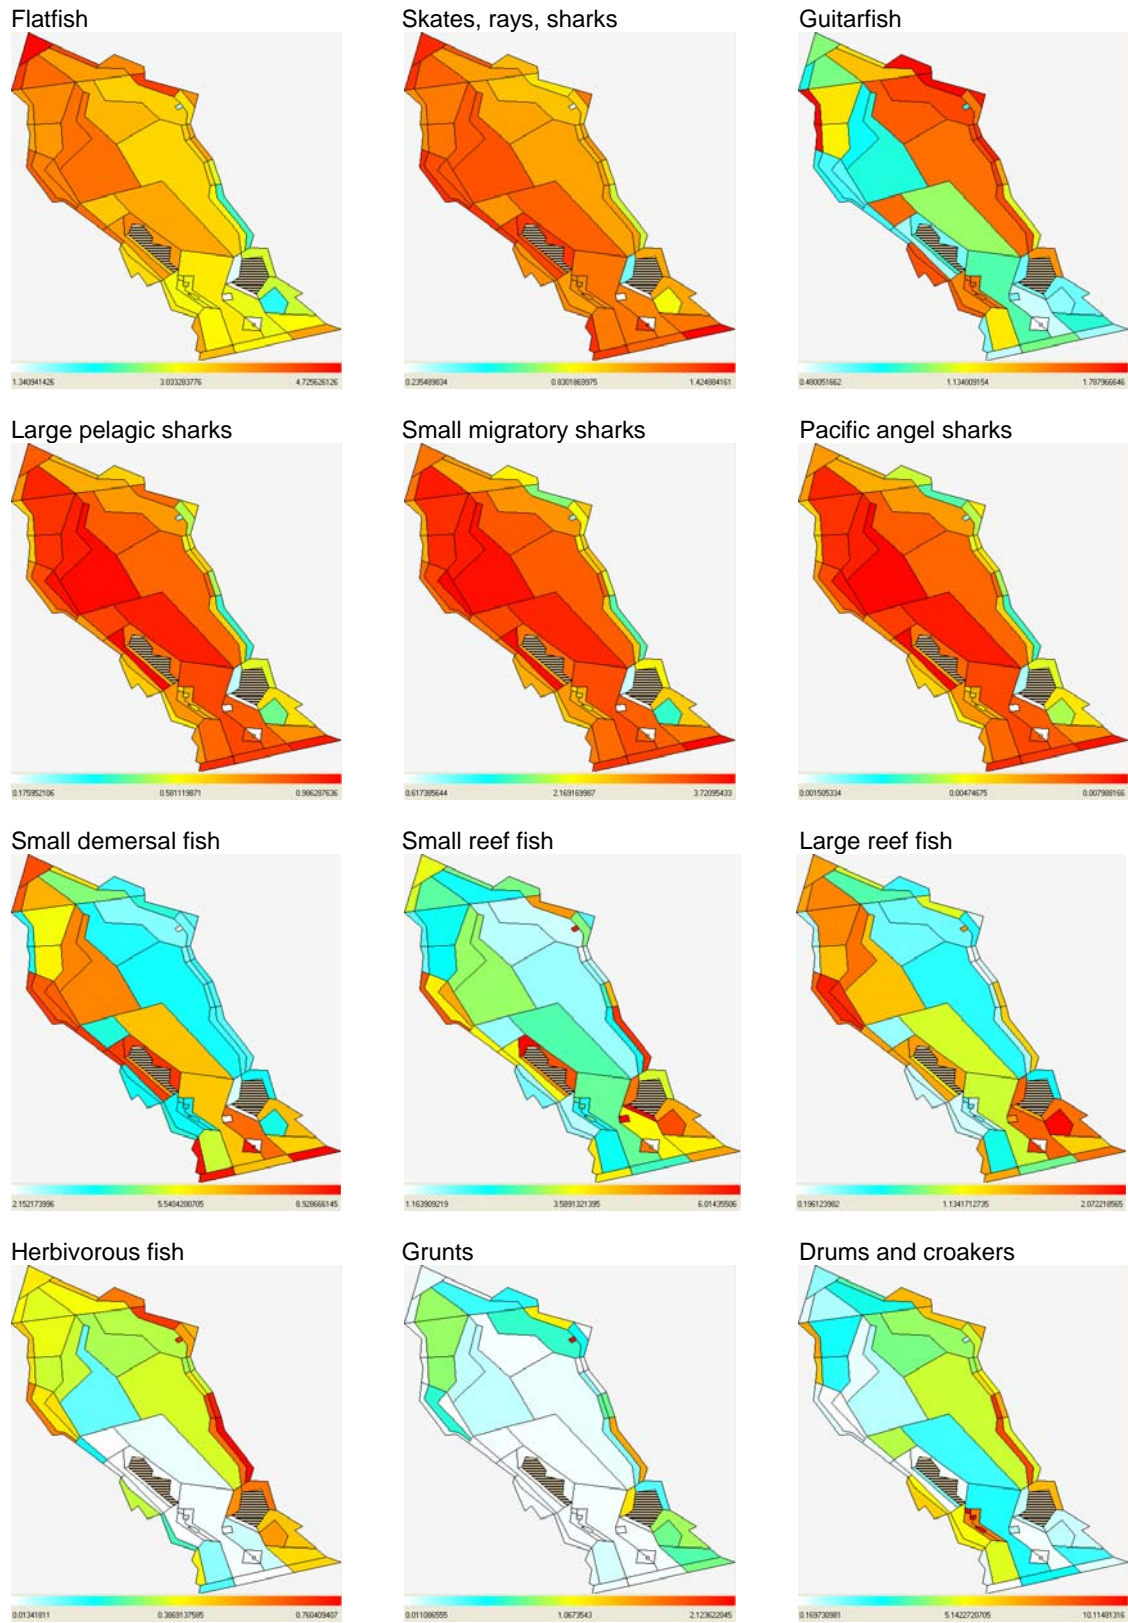 Flatfish Skates, rays, sharks Guitarfish
1.340941426 3.033283776 4.725626126 0.235489834 0.8301869975 1.424884161 0.480051662 1.134009154 1.787966646
Large pelagic sharks Small migratory sharks Pacific angel sharks
0.175952106 0.581119871 0.986287636 0.617385644 2.169169987 3.72095433 0.001505334 0.00474675 0.007988166
Small demersal fish Small reef fish Large reef fish
2.152173996 5.5404200705 8.928666145 1.163909219 3.5891321395 6.01435506 0.196123982 1.1341712735 2.072218565
Herbivorous fish Grunts Drums and croakers
0.01341811 0.3869137585 0.760409407 0.011086555 1.0673543 2.123622045 0.169730981 5.1422720705 10.11481316